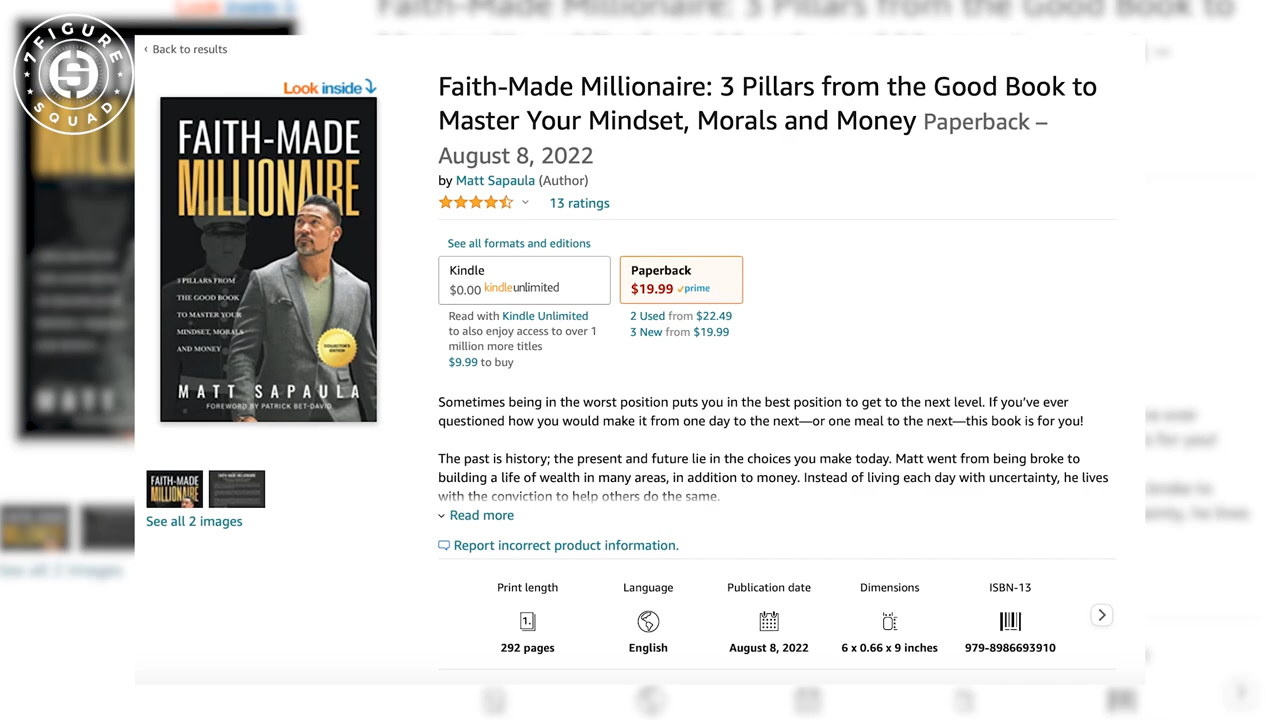 7 FIGURE
SQUAD
Back to results
Look inside
FAITH-MADE
MILLIONAIRE
3 PILLARS FROM
THE GOOD BOOK
TO MASTER YOUR
MINDSET, MORALS
AND MONEY
COLLECTOR'S
EDITION
MATT SAPAULA
FOREWORD BY PATRICK BET-DAVID
FAITH-MADE
MILLIONAIRE
See all 2 images
Faith-Made Millionaire: 3 Pillars from the Good Book to
Master Your Mindset, Morals and Money Paperback –
August 8, 2022
by Matt Sapaula (Author)
13 ratings
See all formats and editions
Kindle
$0.00 kindleunlimited
Read with Kindle Unlimited
to also enjoy access to over 1
million more titles
$9.99 to buy
Paperback
$19.99 prime
2 Used from $22.49
3 New from $19.99
Sometimes being in the worst position puts you in the best position to get to the next level. If you’ve ever
questioned how you would make it from one day to the next—or one meal to the next—this book is for you!
The past is history; the present and future lie in the choices you make today. Matt went from being broke to
building a life of wealth in many areas, in addition to money. Instead of living each day with uncertainty, he lives
with the conviction to help others do the same.
Read more
Report incorrect product information.
Print length
1.
292 pages
Language
English
Publication date
August 8, 2022
Dimensions
6 x 0.66 x 9 inches
ISBN-13
979-8986693910